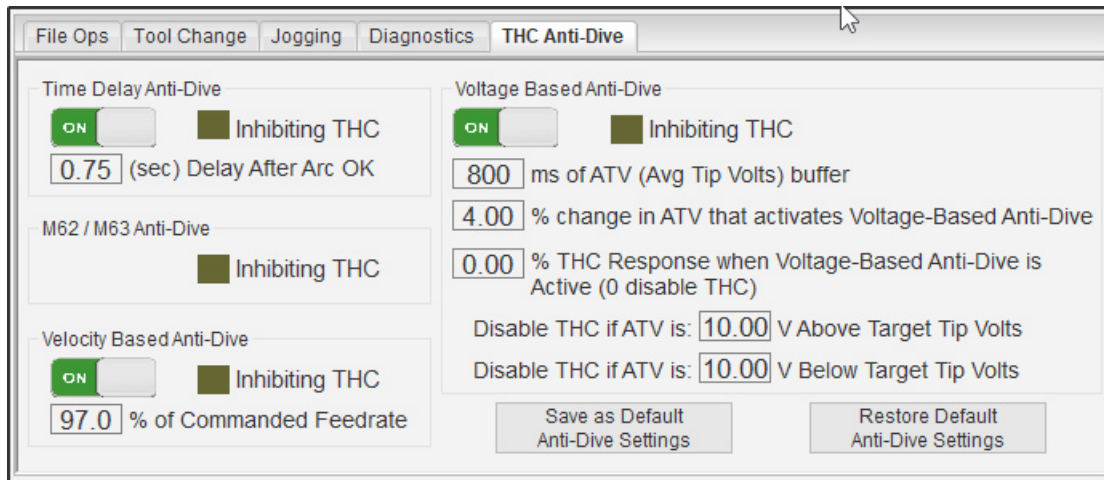 File Ops Tool Change Jogging Diagnostics THC Anti-Dive
Time Delay Anti-Dive
ON Inhibiting THC
0.75 (sec) Delay After Arc OK
M62 / M63 Anti-Dive
Inhibiting THC
Velocity Based Anti-Dive
ON Inhibiting THC
97.0 % of Commanded Feedrate
Voltage Based Anti-Dive
ON Inhibiting THC
800 ms of ATV (Avg Tip Volts) buffer
4.00 % change in ATV that activates Voltage-Based Anti-Dive
0.00 % THC Response when Voltage-Based Anti-Dive is
Active (0 disable THC)
Disable THC if ATV is: 10.00 V Above Target Tip Volts
Disable THC if ATV is: 10.00 V Below Target Tip Volts
Save as Default
Anti-Dive Settings
Restore Default
Anti-Dive Settings